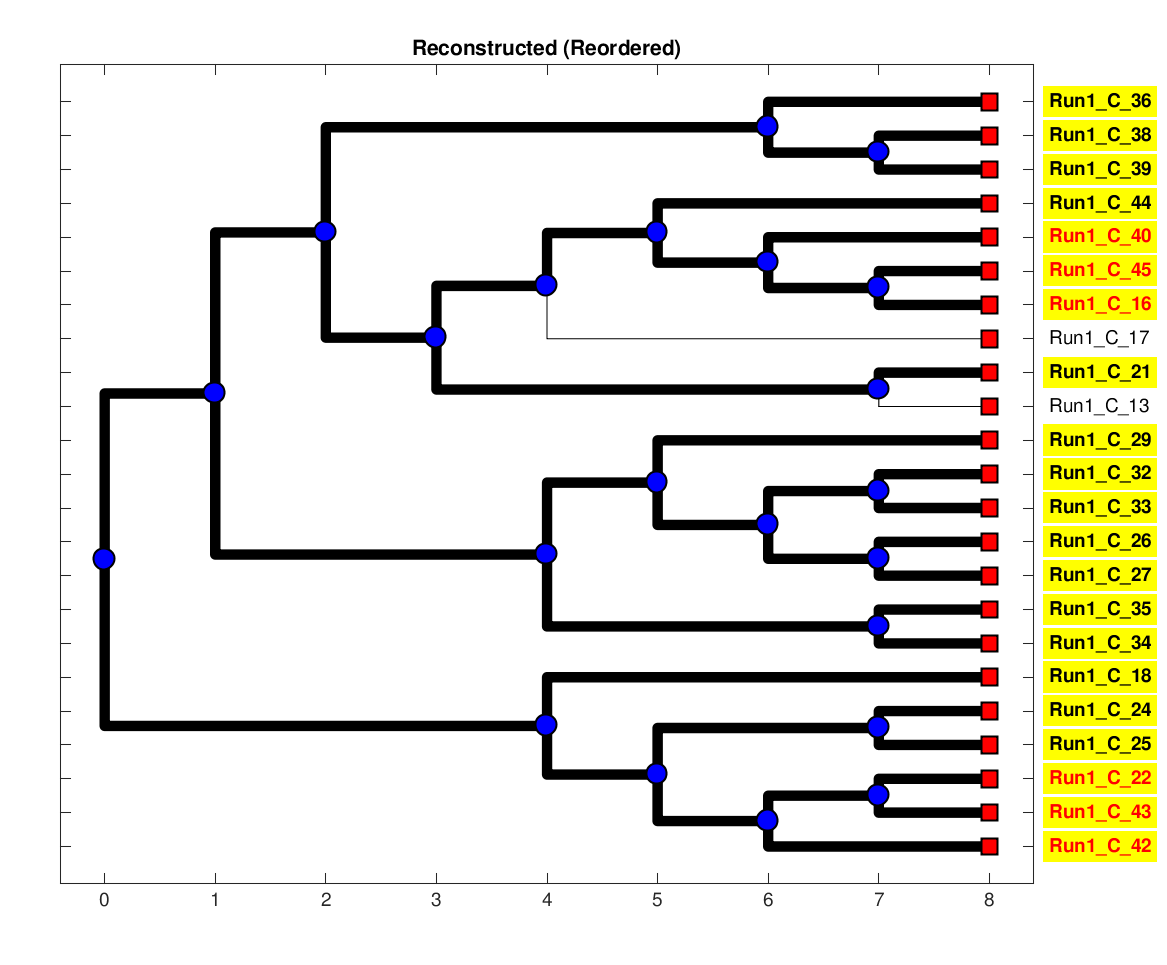 Reconstructed (Reordered)
Run1_C_36
Run1_C_38
Run1_C_39
Run1_C_44
Run1_C_40
Run1_C_45
Run1_C_16
Run1_C_17
Run1_C_21
Run1_C_13
Run1_C_29
Run1_C_32
Run1_C_33
Run1_C_26
Run1_C_27
Run1_C_35
Run1_C_34
Run1_C_18
Run1_C_24
Run1_C_25
Run1_C_22
Run1_C_43
Run1_C_42
0 1 2 3 4 5 6 7 8